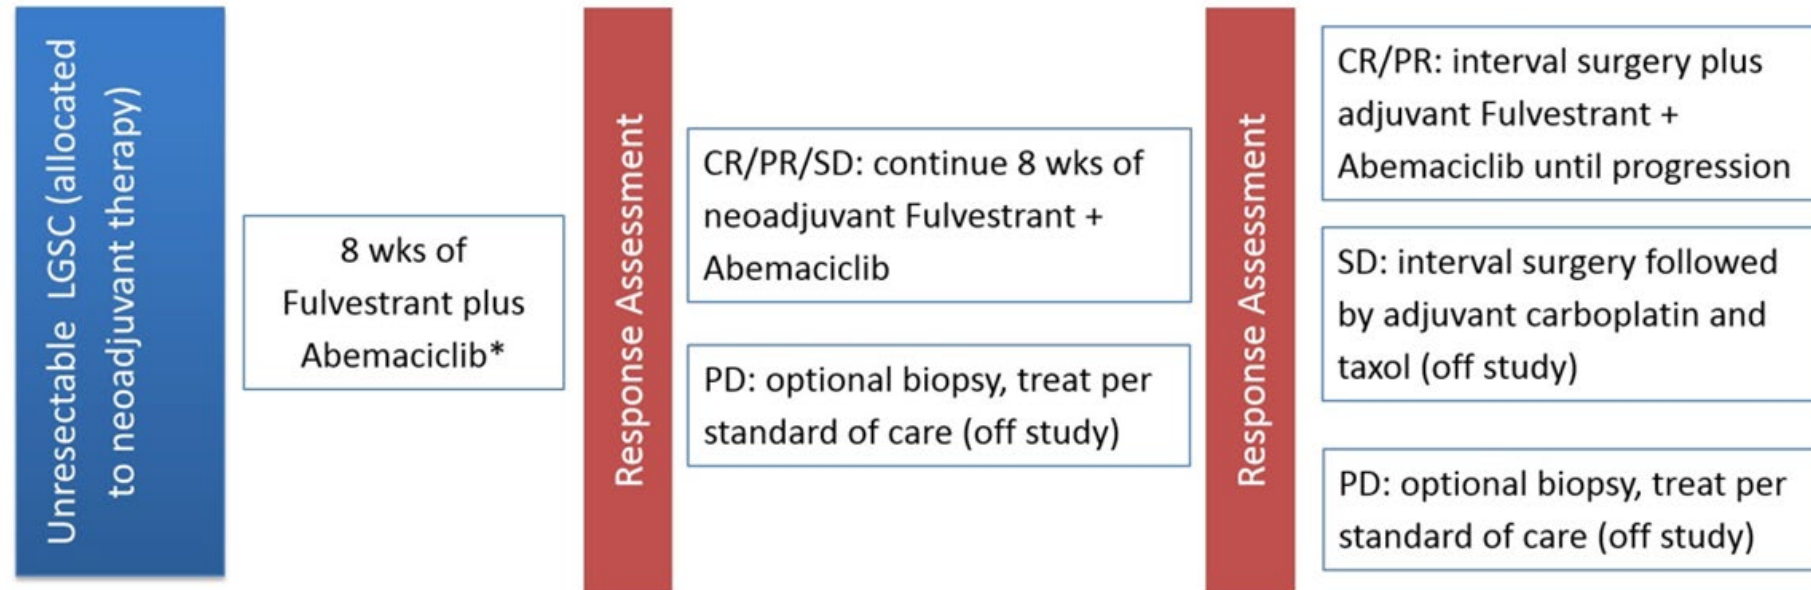 Unresectable LGSC (allocated
to neoadjuvant therapy)
8 wks of
Fulvestrant plus
Abemaciclib*
Response Assessment
CR/PR/SD: continue 8 wks of
neoadjuvant Fulvestrant +
Abemaciclib
PD: optional biopsy, treat per
standard of care (off study)
Response Assessment
CR/PR: interval surgery plus
adjuvant Fulvestrant +
Abemaciclib until progression
SD: interval surgery followed
by adjuvant carboplatin and
taxol (off study)
PD: optional biopsy, treat per
standard of care (off study)